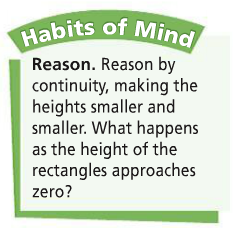 Habits of Mind
Reason. Reason by
continuity, making the
heights smaller and
smaller. What happens
as the height of the
rectangles approaches
zero?